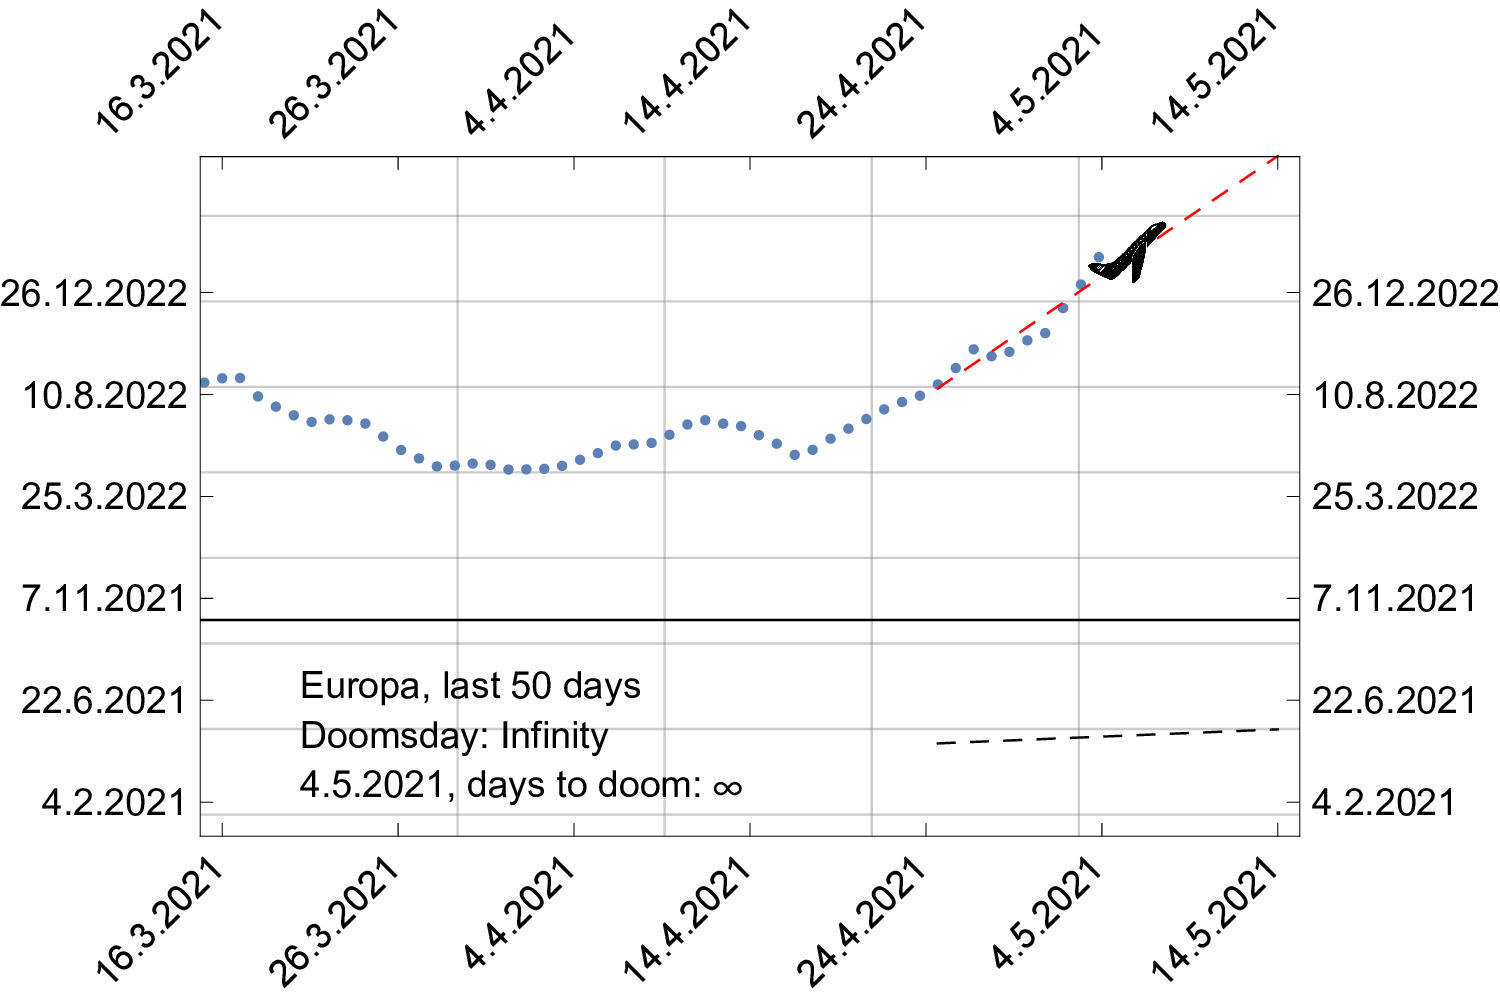 16.3.2021 26.3.2021 4.4.2021 14.4.2021 24.4.2021 4.5.2021 14.5.2021
26.12.2022 26.12.2022
10.8.2022 10.8.2022
25.3.2022 25.3.2022
7.11.2021 7.11.2021
22.6.2021 22.6.2021
Europa, last 50 days
Doomsday: Infinity
4.5.2021, days to doom: ∞
4.2.2021 4.2.2021
16.3.2021 26.3.2021 4.4.2021 14.4.2021 24.4.2021 4.5.2021 14.5.2021